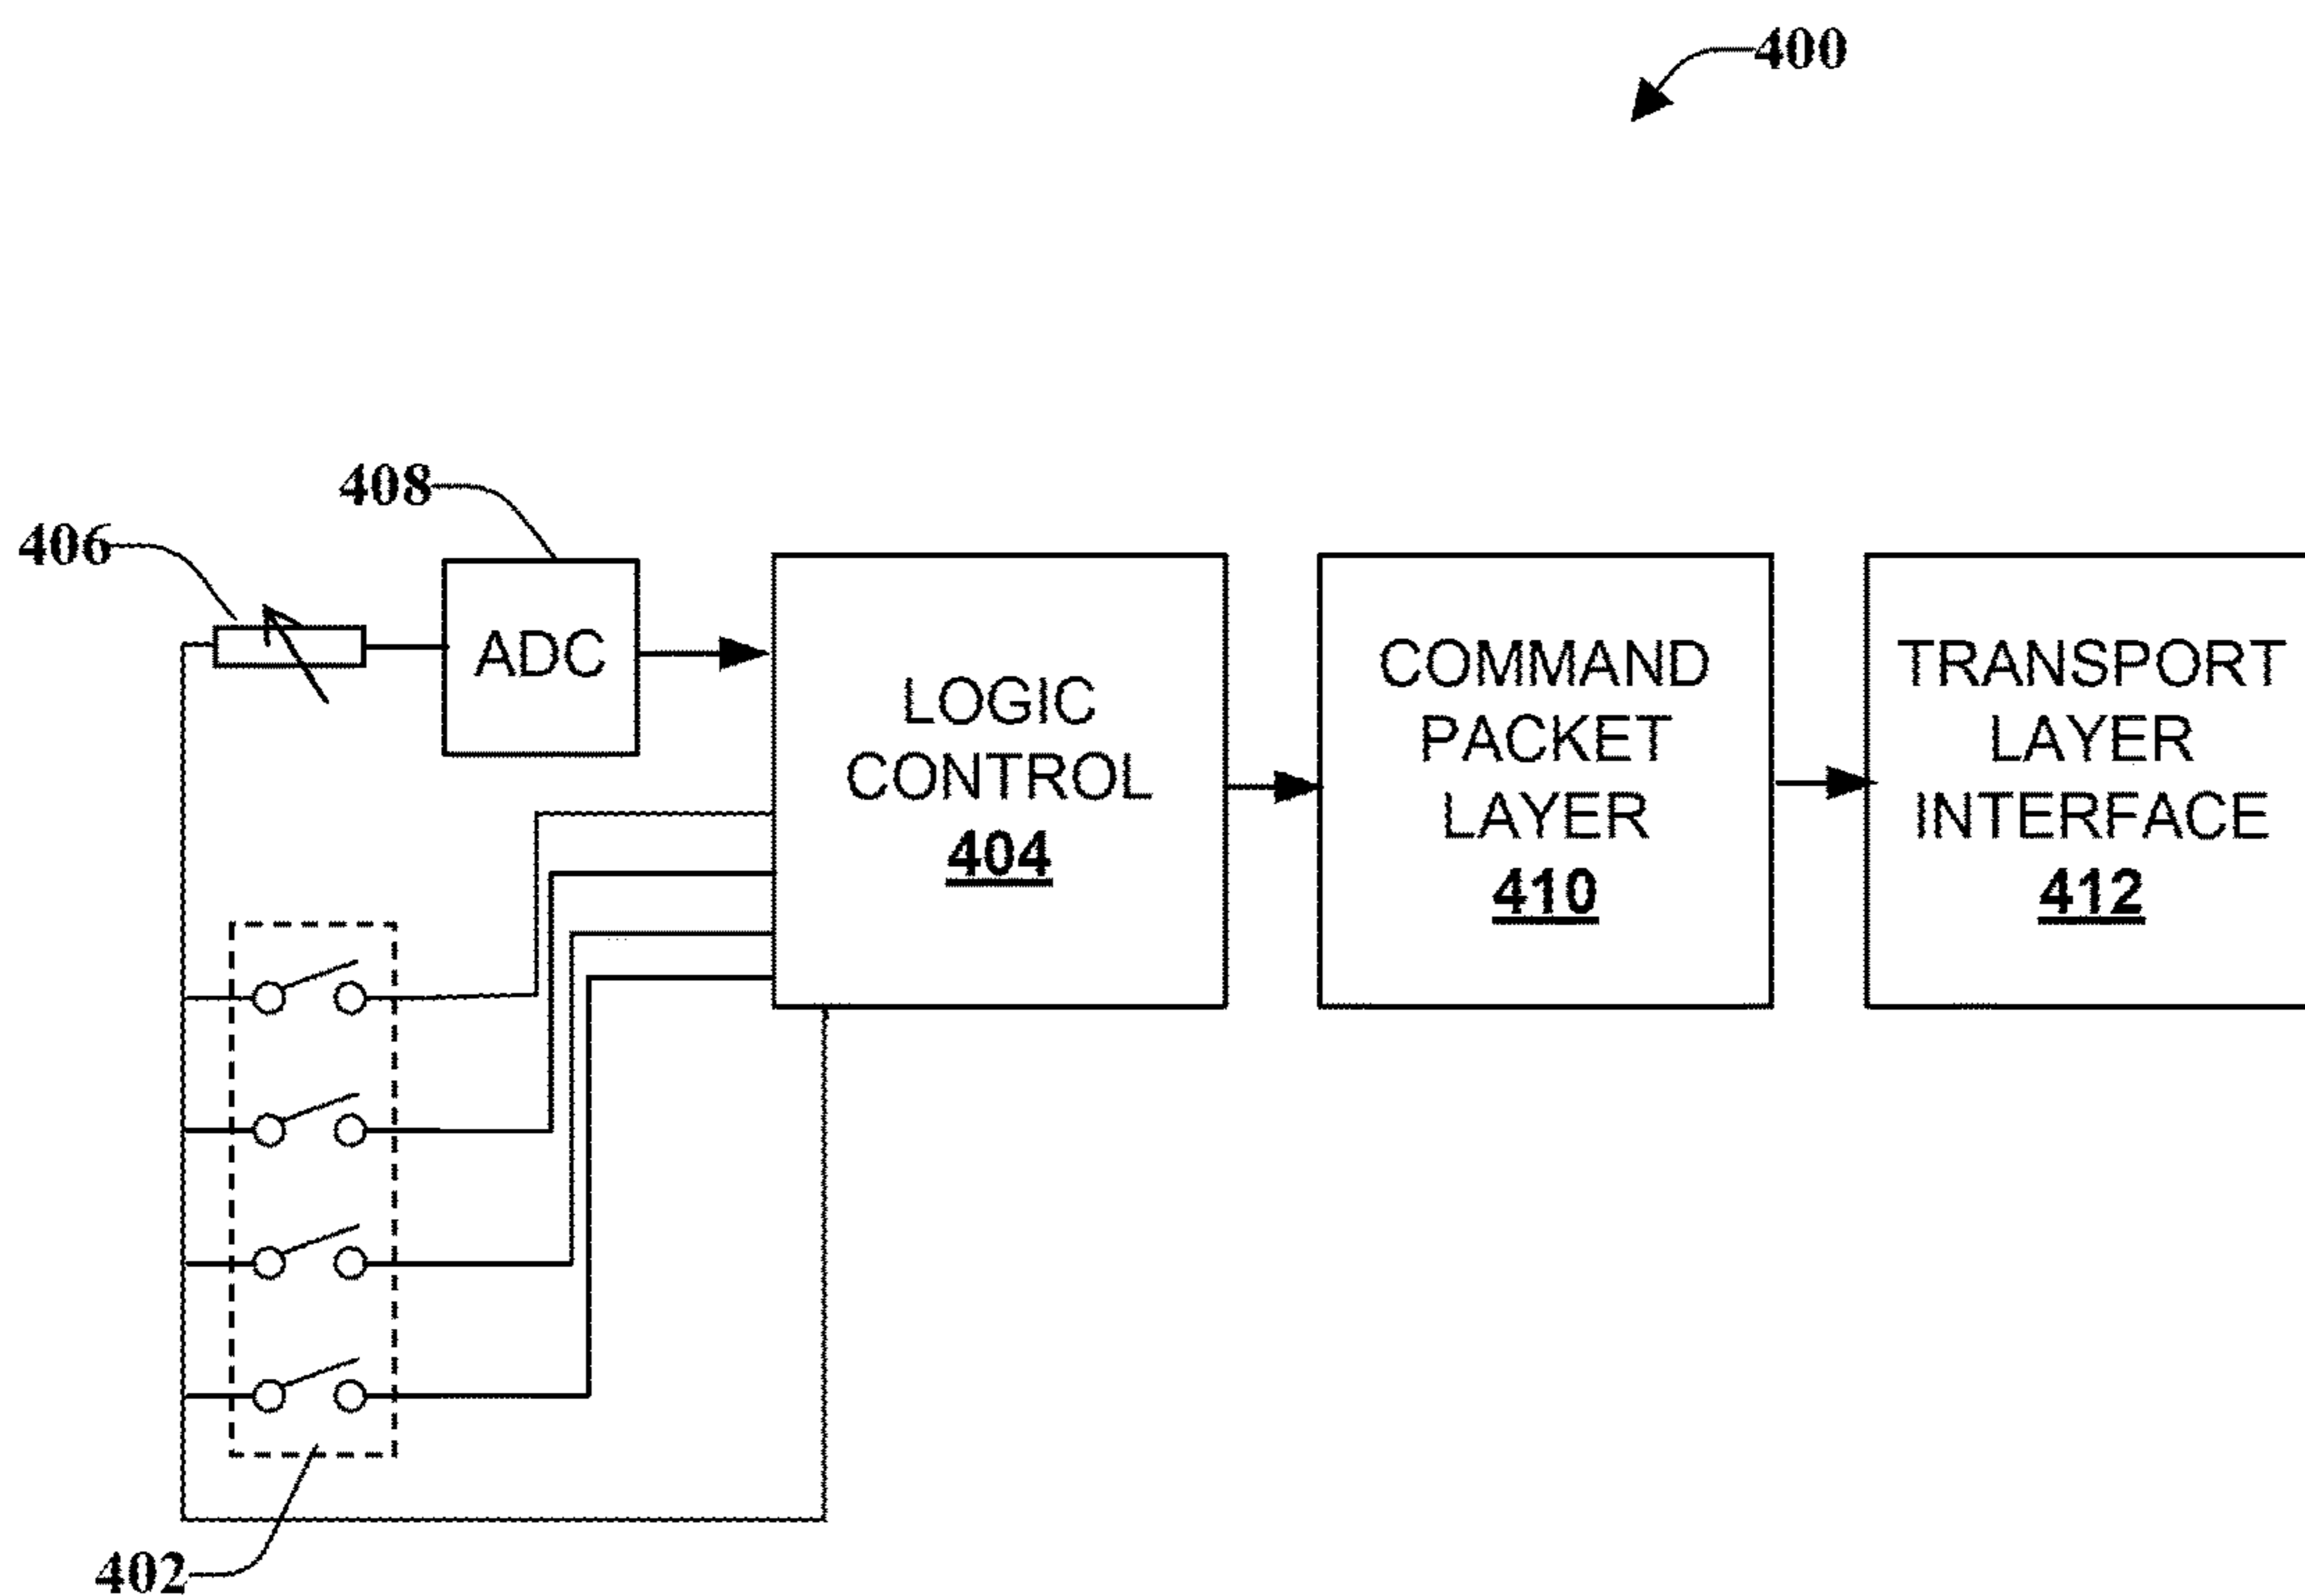 400
408
406
ADC
LOGIC
CONTROL
404
COMMAND
PACKET
LAYER
410
TRANSPORT
LAYER
INTERFACE
412
402